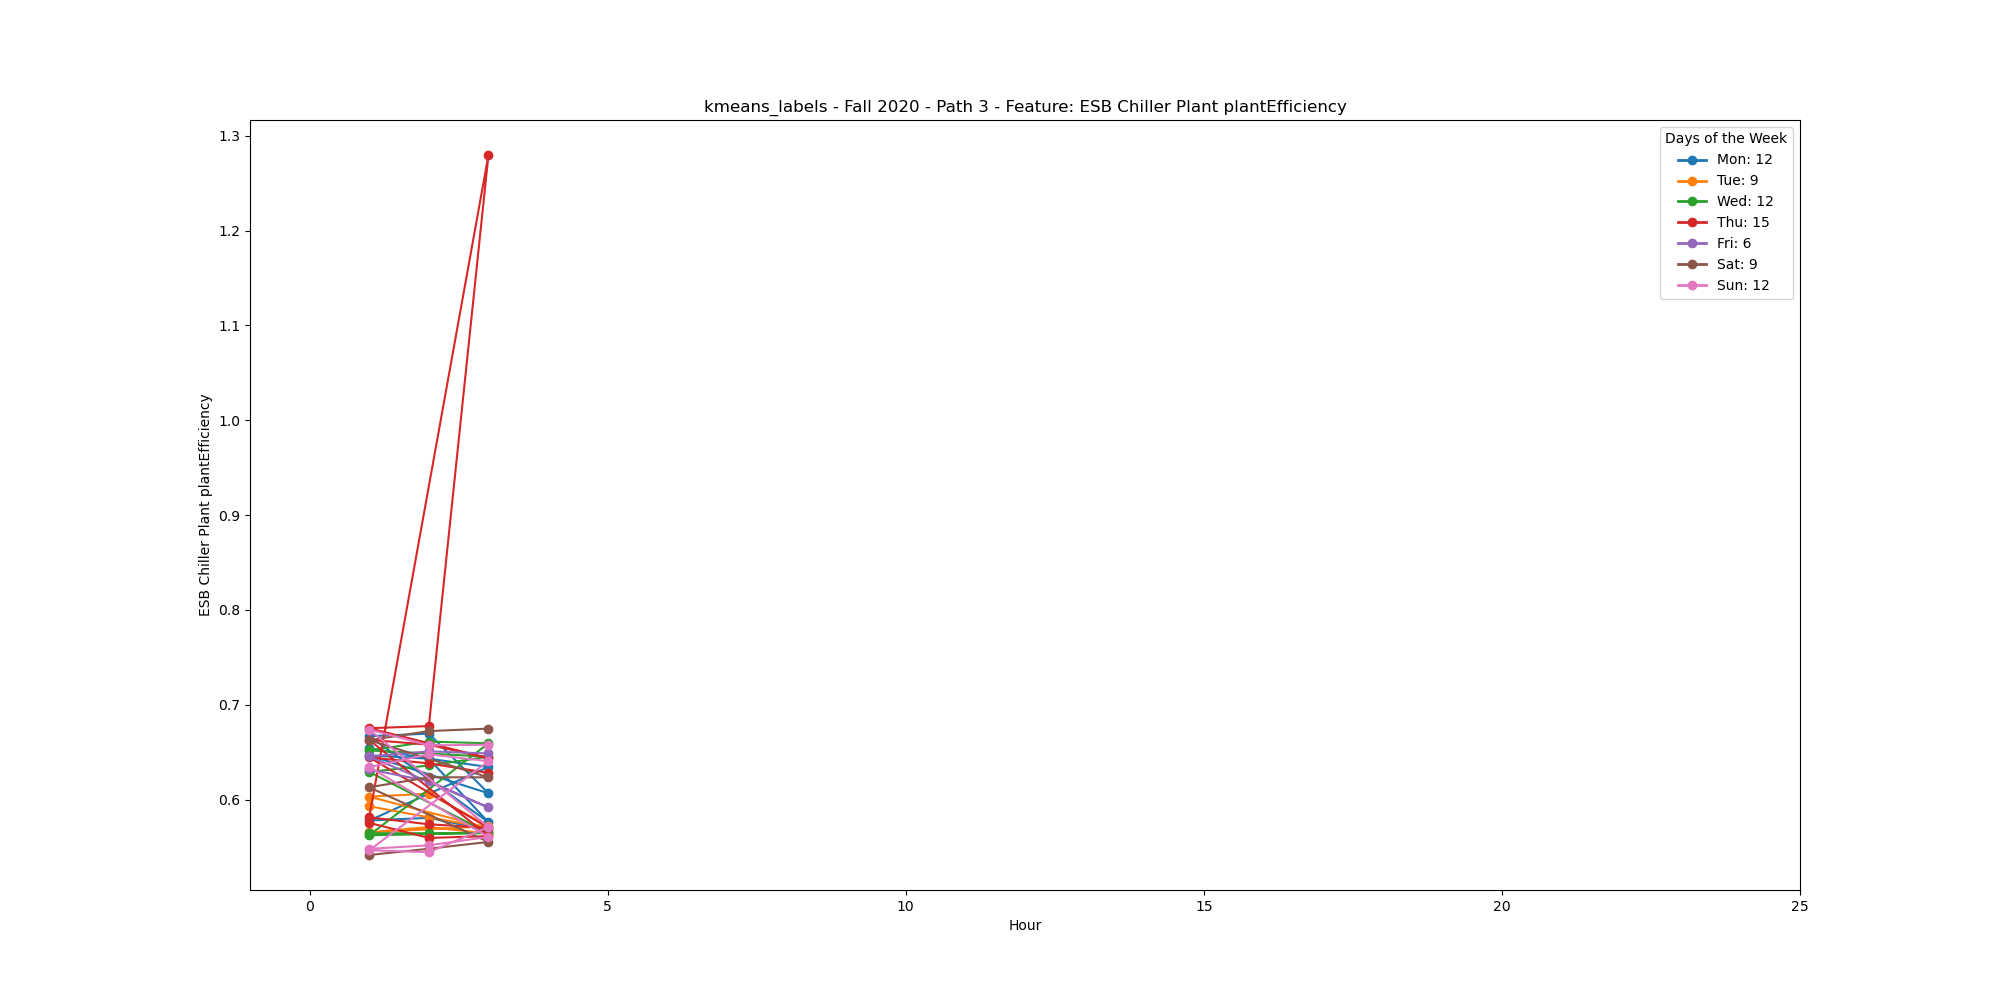 kmeans_labels - Fall 2020 - Path 3 - Feature: ESB Chiller Plant plantEfficiency
ESB Chiller Plant plantEfficiency
1.3
1.2
1.1
1.0
0.9
0.8
0.7
0.6
Days of the Week
Mon: 12
Tue: 9
Wed: 12
Thu: 15
Fri: 6
Sat: 9
Sun: 12
0 5 10 15 20 25
Hour